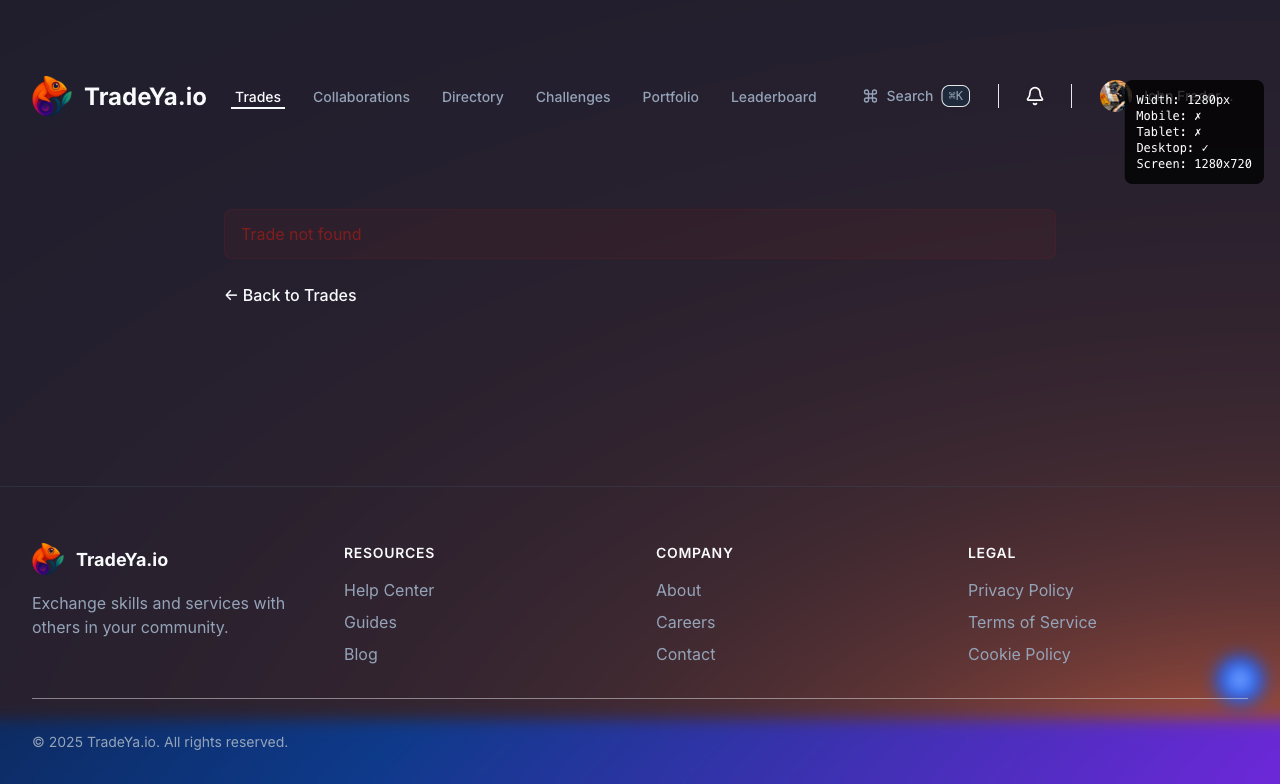 TradeYa.io
Trades
Collaborations
Directory
Challenges
Portfolio
Leaderboard
⌘ Search ⌘K
Width: 1280px
Mobile: ✗
Tablet: ✗
Desktop: ✓
Screen: 1280x720
Trade not found
← Back to Trades
TradeYa.io
Exchange skills and services with
others in your community.
RESOURCES
Help Center
Guides
Blog
COMPANY
About
Careers
Contact
LEGAL
Privacy Policy
Terms of Service
Cookie Policy
© 2025 TradeYa.io. All rights reserved.